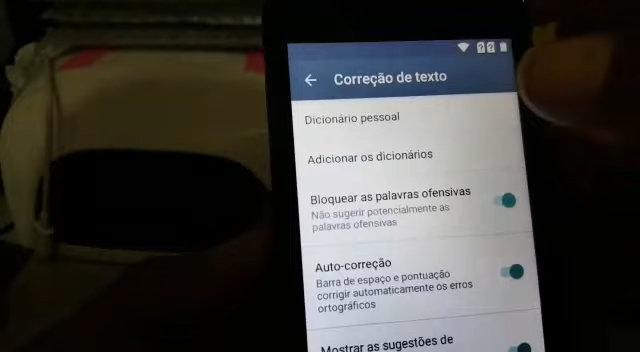 Correção de texto
Dicionário pessoal
Adicionar os dicionários
Bloquear as palavras ofensivas
Não sugerir potencialmente as
palavras ofensivas
Auto-correção
Barra de espaço e pontuação
corrigir automaticamente os erros
ortográficos
Mostrar as sugestões de